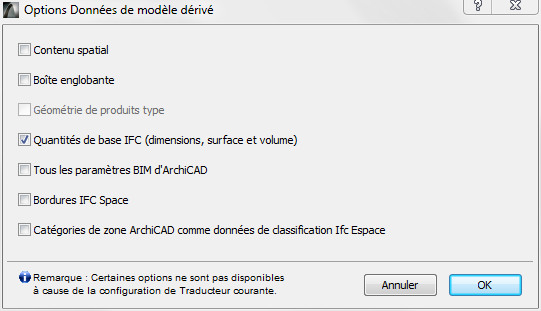 Options Données de modèle dérivé
Contenu spatial
Boîte englobante
Géométrie de produits type
Quantités de base IFC (dimensions, surface et volume)
Tous les paramètres BIM d'ArchiCAD
Bordures IFC Space
Catégories de zone ArchiCAD comme données de classification Ifc Espace
Remarque : Certaines options ne sont pas disponibles
à cause de la configuration de Traducteur courante.
Annuler
OK